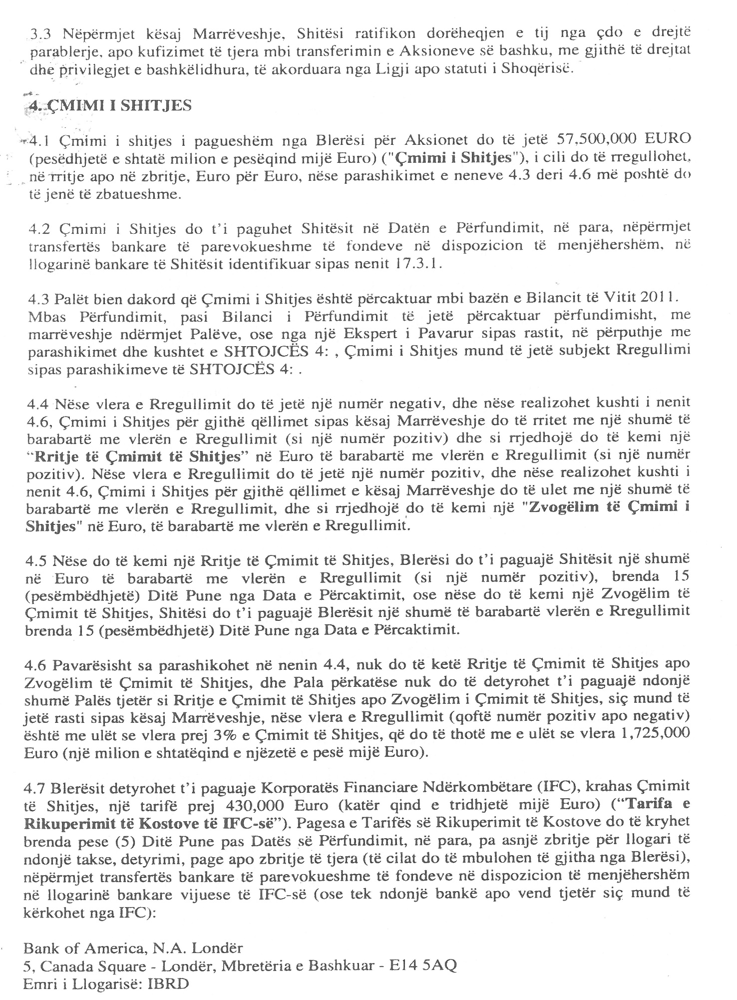 3.3 Nëpërmjet kësaj Marrëveshje, Shitësi ratifikon dorëheqjen e tij nga çdo e drejtë
parablerje, apo kufizimet të tjera mbi transferimin e Aksioneve së bashku, me gjithë të drejtat
dhe privilegjet e bashkëlidhura, të akorduara nga Ligji apo statuti i Shoqërisë.
4. ÇMIMI I SHITJES
4.1 Çmimi i shitjes i pagueshëm nga Blerësi për Aksionet do të jetë 57,500,000 EURO
(pesëdhjetë e shtatë milion e pesëqind mijë Euro) ("Çmimi i Shitjes"), i cili do të rregullohet,
në rritje apo në zbritje, Euro për Euro, nëse parashikimet e neneve 4.3 deri 4.6 më poshtë do
të jenë të zbatueshme.
4.2 Çmimi i Shitjes do t’i paguhet Shitësit në Datën e Përfundimit, në para, nëpërmjet
transfertës bankare të parevokueshme të fondeve në dispozicion të menjëhershëm, në
llogarinë bankare të Shitësit identifikuar sipas nenit 17.3.1.
4.3 Palët bien dakord që Çmimi i Shitjes është përcaktuar mbi bazën e Bilancit të Vitit 2011.
Mbas Përfundimit, pasi Bilanci i Përfundimit të jetë përcaktuar përfundimisht, me
marrëveshje ndërmjet Palëve, ose nga një Ekspert i Pavarur sipas rastit, në përputhje me
parashikimet dhe kushtet e SHTOJCËS 4: , Çmimi i Shitjes mund të jetë subjekt Rregullimi
sipas parashikimeve të SHTOJCËS 4: .
4.4 Nëse vlera e Rregullimit do të jetë një numër negativ, dhe nëse realizohet kushti i nenit
4.6, Çmimi i Shitjes për gjithë qëllimet sipas kësaj Marrëveshje do të rritet me një shumë të
barabartë me vlerën e Rregullimit (si një numër pozitiv) dhe si rrjedhojë do të kemi një
“Rritje të Çmimit të Shitjes” në Euro të barabartë me vlerën e Rregullimit (si një numër
pozitiv). Nëse vlera e Rregullimit do të jetë një numër pozitiv, dhe nëse realizohet kushti i
nenit 4.6, Çmimi i Shitjes për gjithë qëllimet e kësaj Marrëveshje do të ulet me një shumë të
barabartë me vlerën e Rregullimit, dhe si rrjedhojë do të kemi një "Zvogëlim të Çmimi i
Shitjes" në Euro, të barabartë me vlerën e Rregullimit.
4.5 Nëse do të kemi një Rritje të Çmimit të Shitjes, Blerësi do t’i paguajë Shitësit një shumë
në Euro të barabartë me vlerën e Rregullimit (si një numër pozitiv), brenda 15
(pesëmbëdhjetë) Ditë Pune nga Data e Përcaktimit, ose nëse do të kemi një Zvogëlim të
Çmimit të Shitjes, Shitësi do t’i paguajë Blerësit një shumë të barabartë vlerën e Rregullimit
brenda 15 (pesëmbëdhjetë) Ditë Pune nga Data e Përcaktimit.
4.6 Pavarësisht sa parashikohet në nenin 4.4, nuk do të ketë Rritje të Çmimit të Shitjes apo
Zvogëlim të Çmimit të Shitjes, dhe Pala përkatëse nuk do të detyrohet t’i paguajë ndonjë
shumë Palës tjetër si Rritje e Çmimit të Shitjes apo Zvogëlim i Çmimit të Shitjes, siç mund të
jetë rasti sipas kësaj Marrëveshje, nëse vlera e Rregullimit (qoftë numër pozitiv apo negativ)
është me ulët se vlera prej 3% e Çmimit të Shitjes, që do të thotë me e ulët se vlera 1,725,000
Euro (një milion e shtatëqind e njëzetë e pesë mijë Euro).
4.7 Blerësit detyrohet t’i paguaje Korporatës Financiare Ndërkombëtare (IFC), krahas Çmimit
të Shitjes, një tarifë prej 430,000 Euro (katër qind e tridhjetë mijë Euro) (“Tarifa e
Rikuperimit të Kostove të IFC-së”). Pagesa e Tarifës së Rikuperimit të Kostove do të kryhet
brenda pese (5) Ditë Pune pas Datës së Përfundimit, në para, pa asnjë zbritje për llogari të
ndonjë takse, detyrimi, page apo zbritje të tjera (të cilat do të mbulohen të gjitha nga Blerësi),
nëpërmjet transfertës bankare të parevokueshme të fondeve në dispozicion të menjëhershëm
në llogarinë bankare vijuese të IFC-së (ose tek ndonjë bankë apo vend tjetër siç mund të
kërkohet nga IFC):
Bank of America, N.A. Londër
5, Canada Square - Londër, Mbretëria e Bashkuar - E14 5AQ
Emri i Llogarisë: IBRD